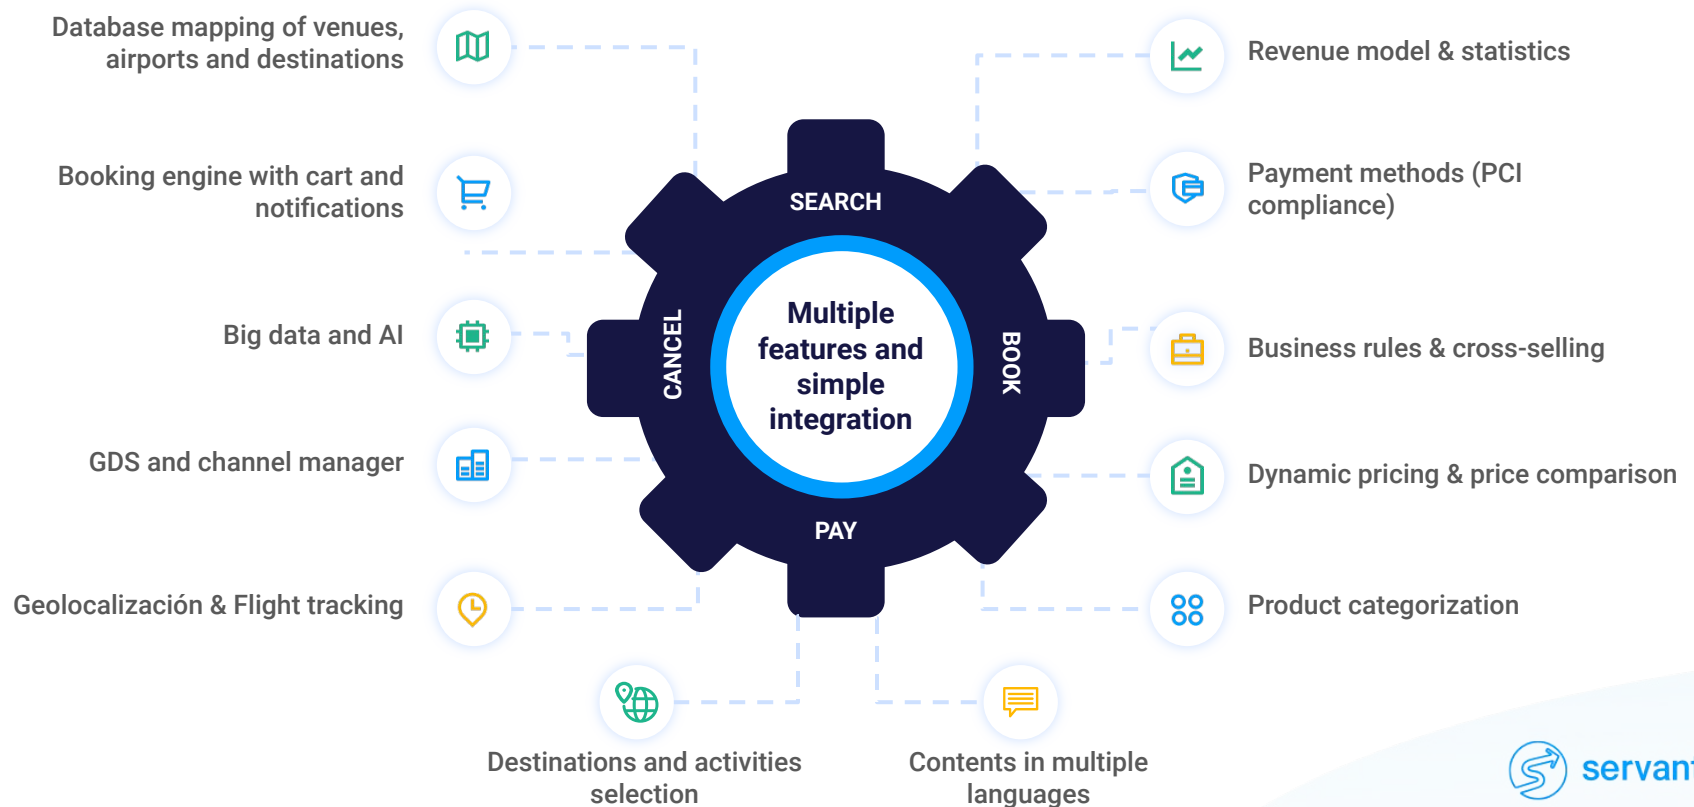 Database mapping of venues,
airports and destinations
Booking engine with cart and
notifications
Big data and AI
GDS and channel manager
Geolocalización & Flight tracking
SEARCH
CANCEL
BOOK
PAY
Multiple
features and
simple
integration
Revenue model & statistics
Payment methods (PCI
compliance)
Business rules & cross-selling
Dynamic pricing & price comparison
Product categorization
Destinations and activities
selection
Contents in multiple
languages